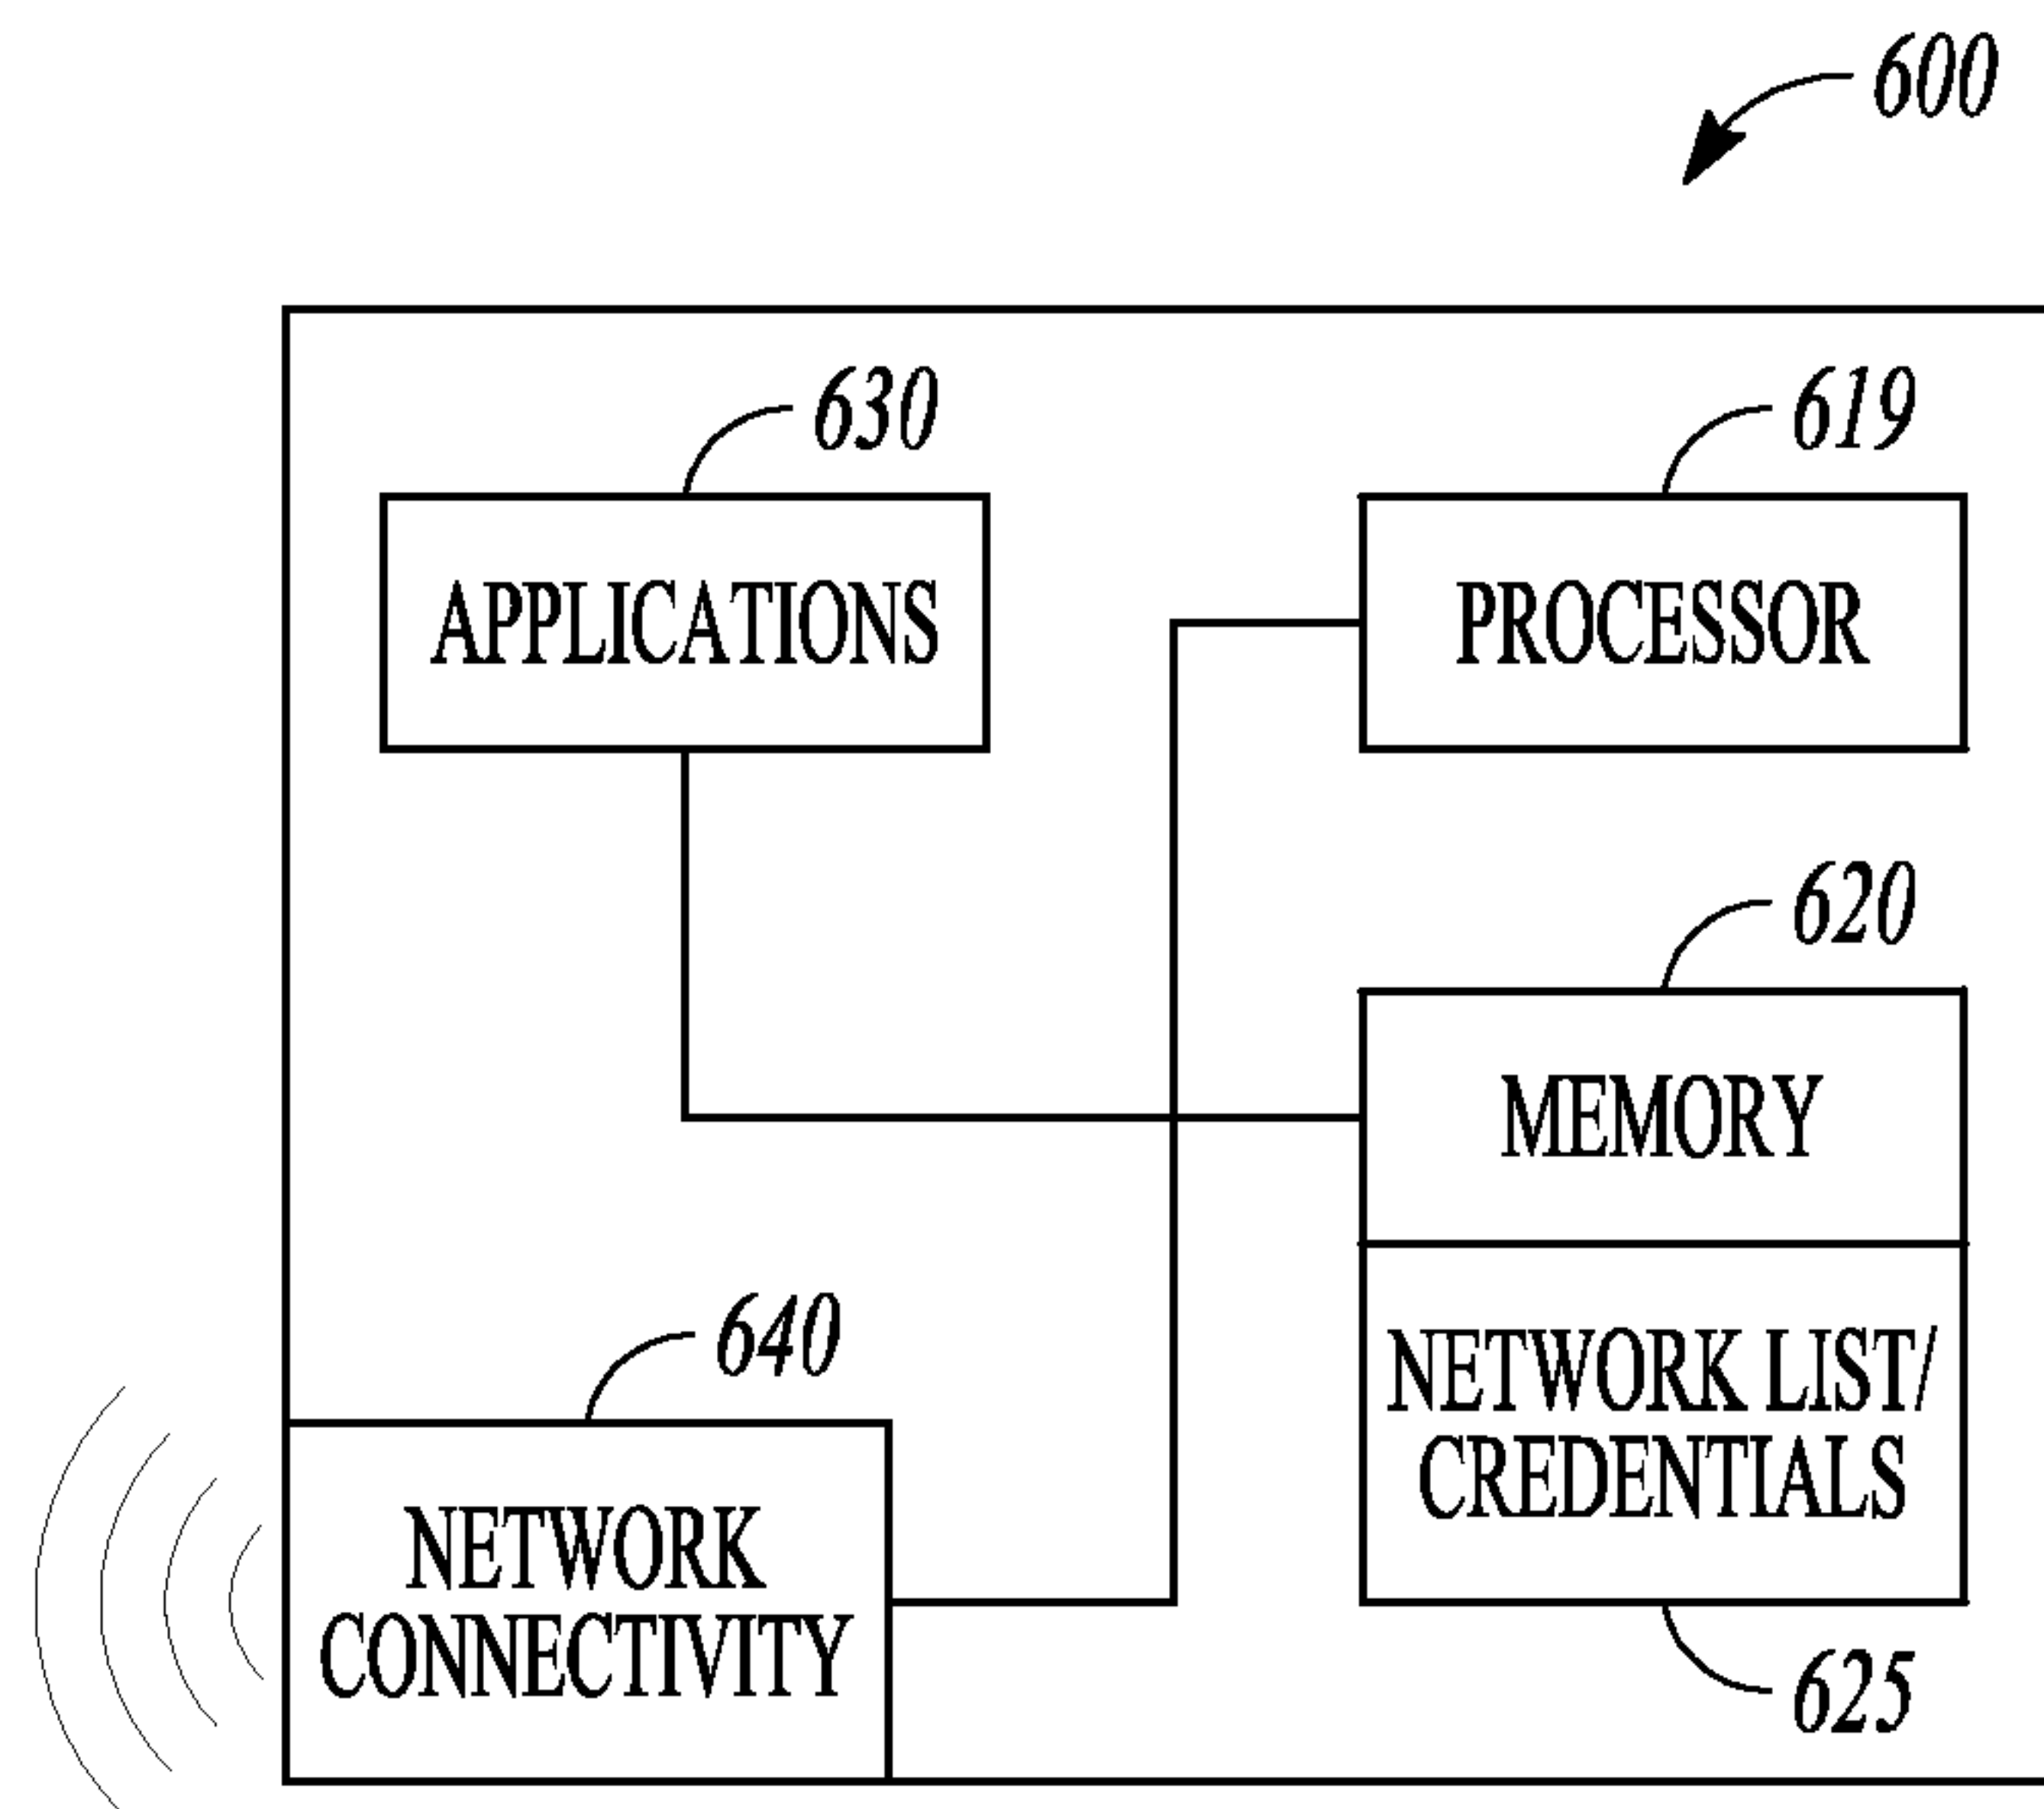 600
630
619
APPLICATIONS
PROCESSOR
620
MEMORY
640
NETWORK LIST/
CREDENTIALS
NETWORK
CONNECTIVITY
625